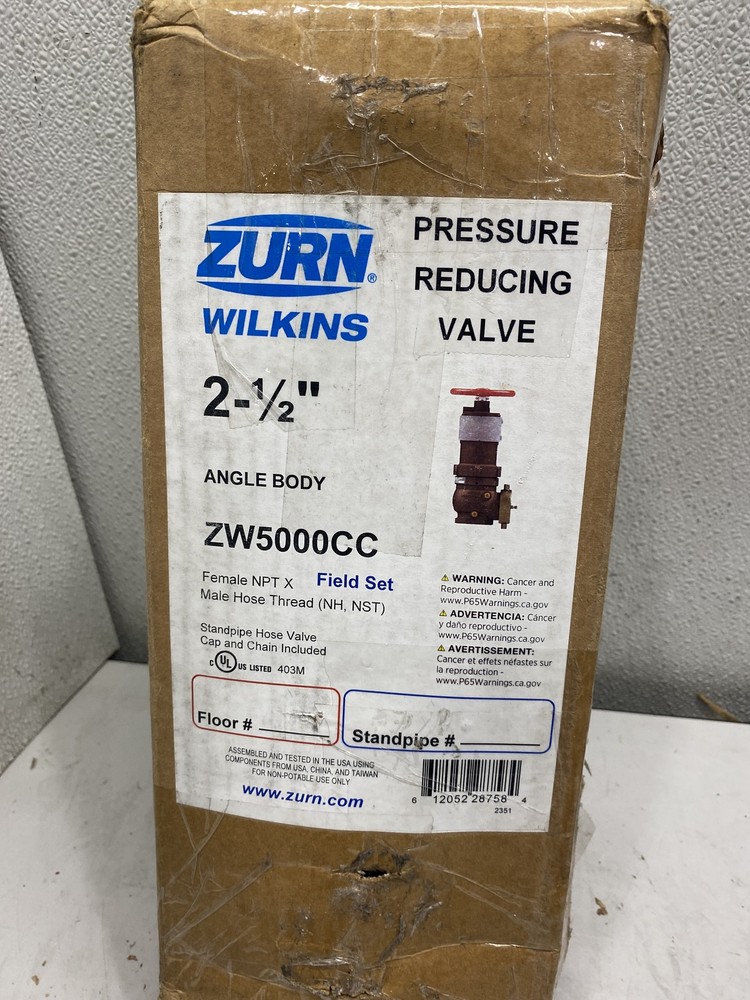 ZURN®
WILKINS
PRESSURE
REDUCING
VALVE
2-½"
ANGLE BODY
ZW5000CC
Female NPT X Field Set
Male Hose Thread (NH, NST)
Standpipe Hose Valve
Cap and Chain Included
C UL US LISTED 403M
⚠ WARNING: Cancer and
Reproductive Harm -
www.P65Warnings.ca.gov
⚠ ADVERTENCIA: Cáncer
y daño reproductivo -
www.P65Warnings.ca.gov
⚠ AVERTISSEMENT:
Cancer et effets néfastes sur
la reproduction -
www.P65Warnings.ca.gov
Floor # ________
Standpipe # ________
ASSEMBLED AND TESTED IN THE USA USING
COMPONENTS FROM USA, CHINA, AND TAIWAN
FOR NON-POTABLE USE ONLY
www.zurn.com
6 12052 28758 4
2351